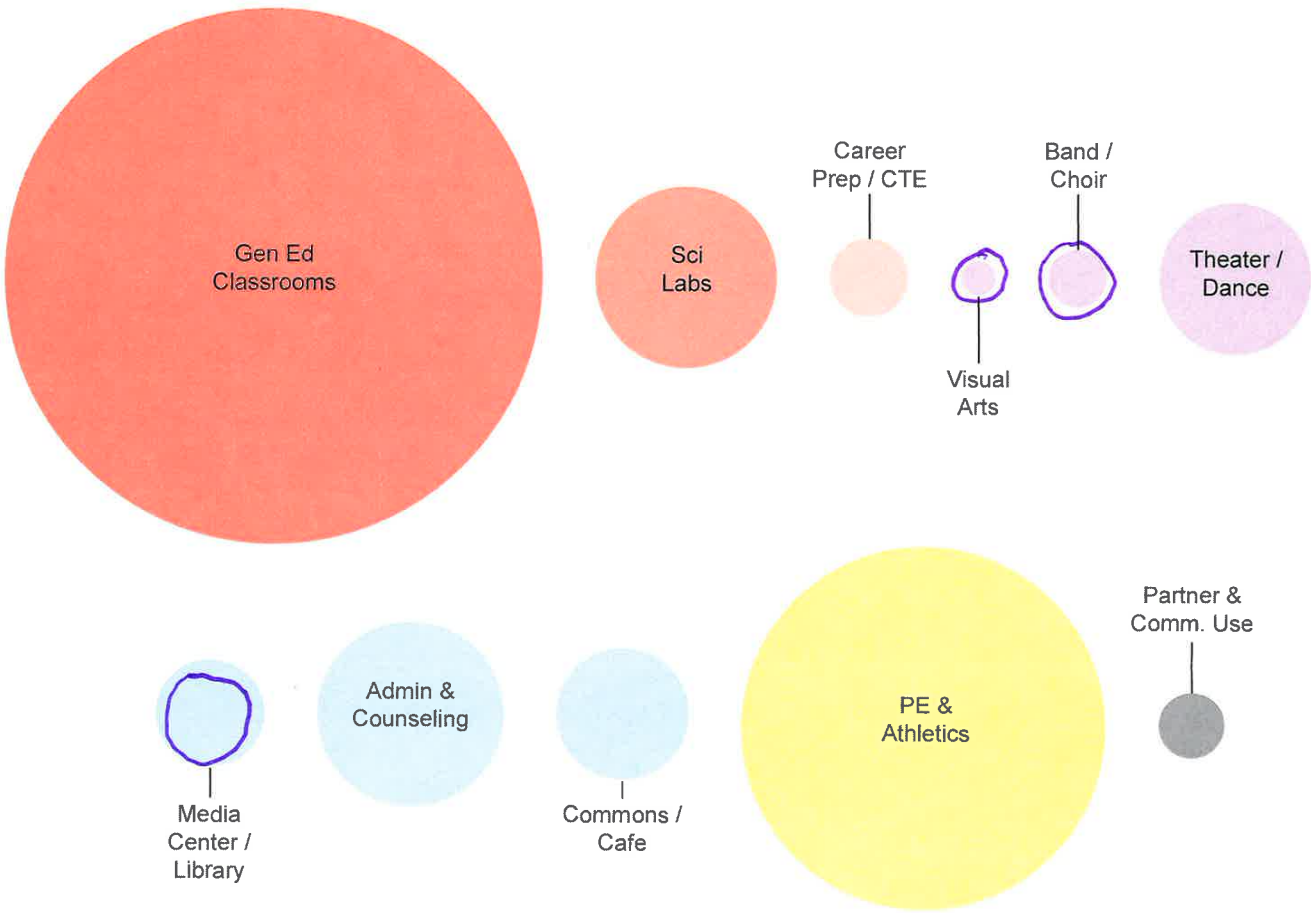 Gen Ed
Classrooms
Sci
Labs
Career
Prep / CTE
Visual
Arts
Band /
Choir
Theater /
Dance
Media
Center /
Library
Admin &
Counseling
Commons /
Cafe
PE &
Athletics
Partner &
Comm. Use